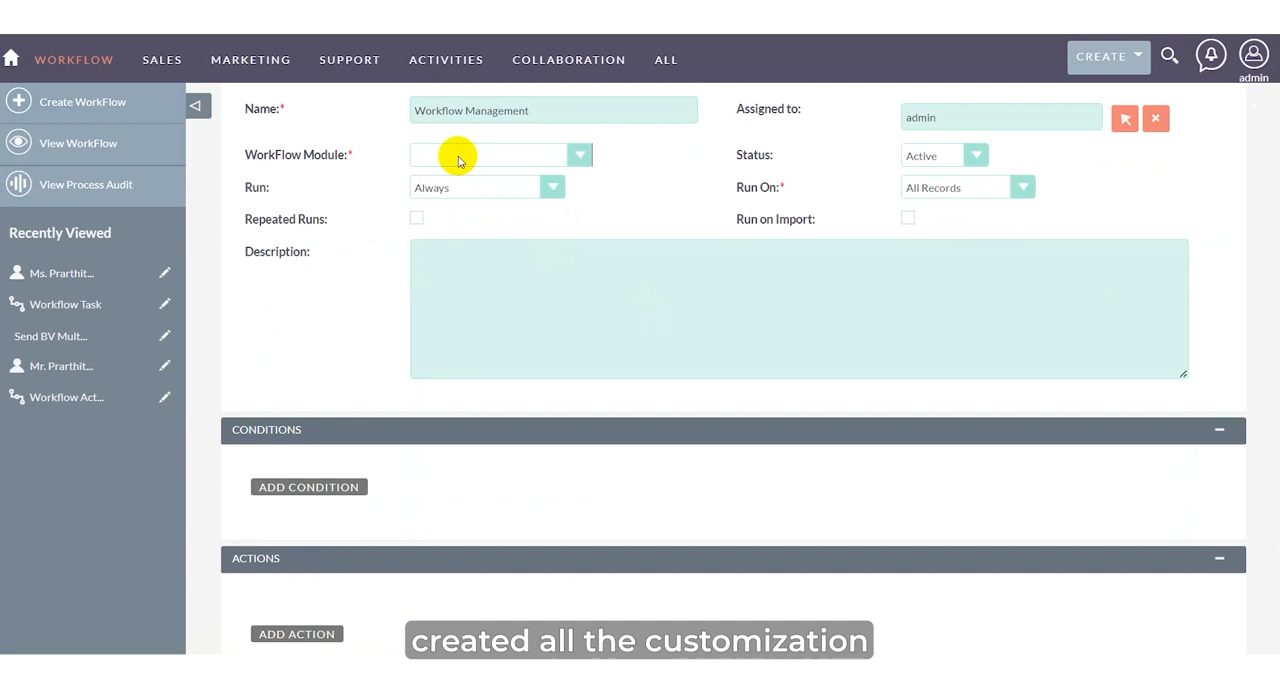 WORKFLOW SALES MARKETING SUPPORT ACTIVITIES COLLABORATION ALL CREATE
admin
Create WorkFlow
View WorkFlow
View Process Audit
Recently Viewed
Ms. Prarthit...
Workflow Task
Send BV Mult...
Mr. Prarthit...
Workflow Act...
Name:* Workflow Management Assigned to: admin
WorkFlow Module:* Status: Active
Run: Always Run On:* All Records
Repeated Runs: Run on Import:
Description:
CONDITIONS
ADD CONDITION
ACTIONS
ADD ACTION
created all the customization